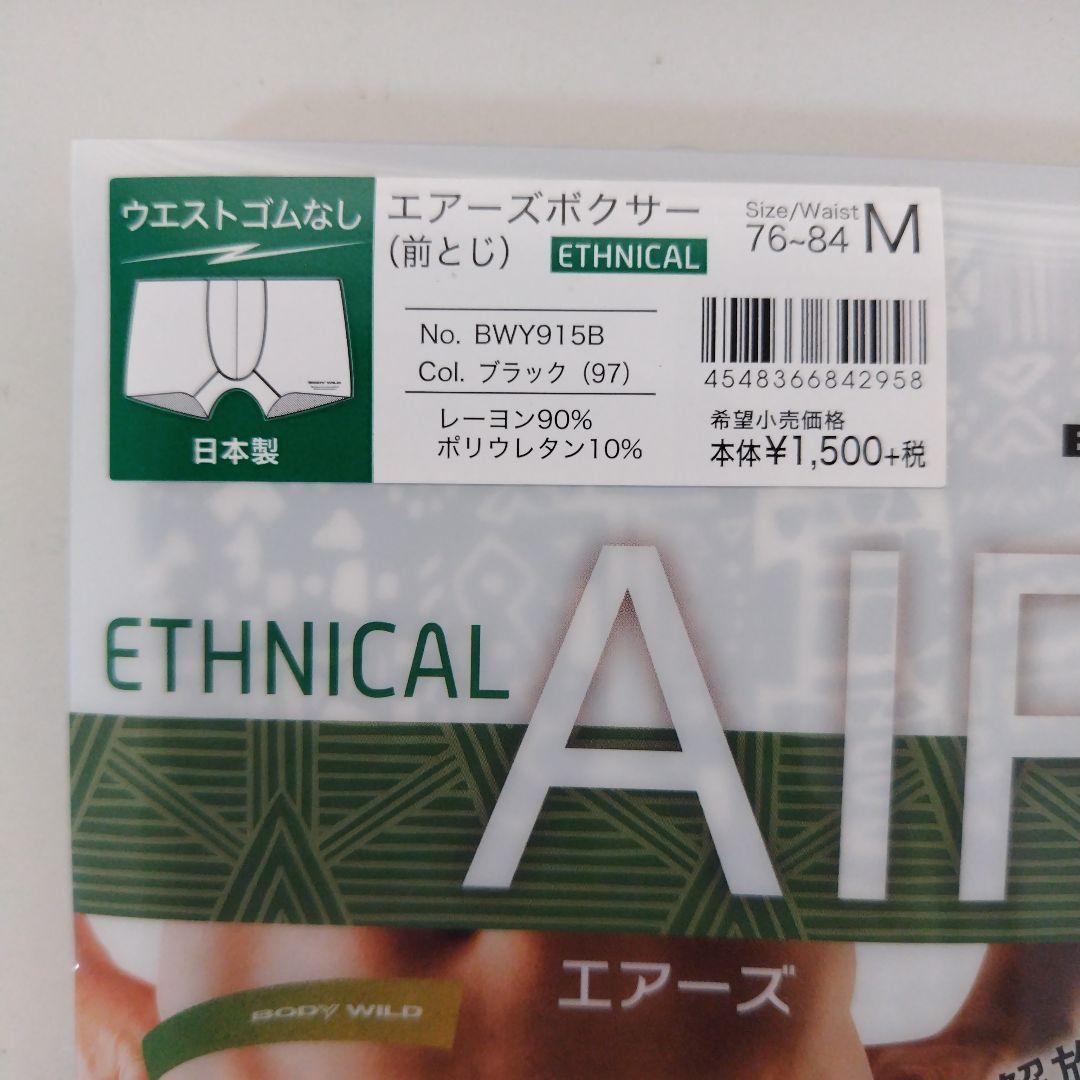 ウエストゴムなし
BODY WILD
日本製
エアーズボクサー
(前とじ) ETHNICAL
Size/Waist
76~84 M
No. BWY915B
Col. ブラック (97)
レーヨン90%
ポリウレタン10%
4548366842958
希望小売価格
本体¥1,500+税
ETHNICAL
AI
エアーズ
BODY WILD